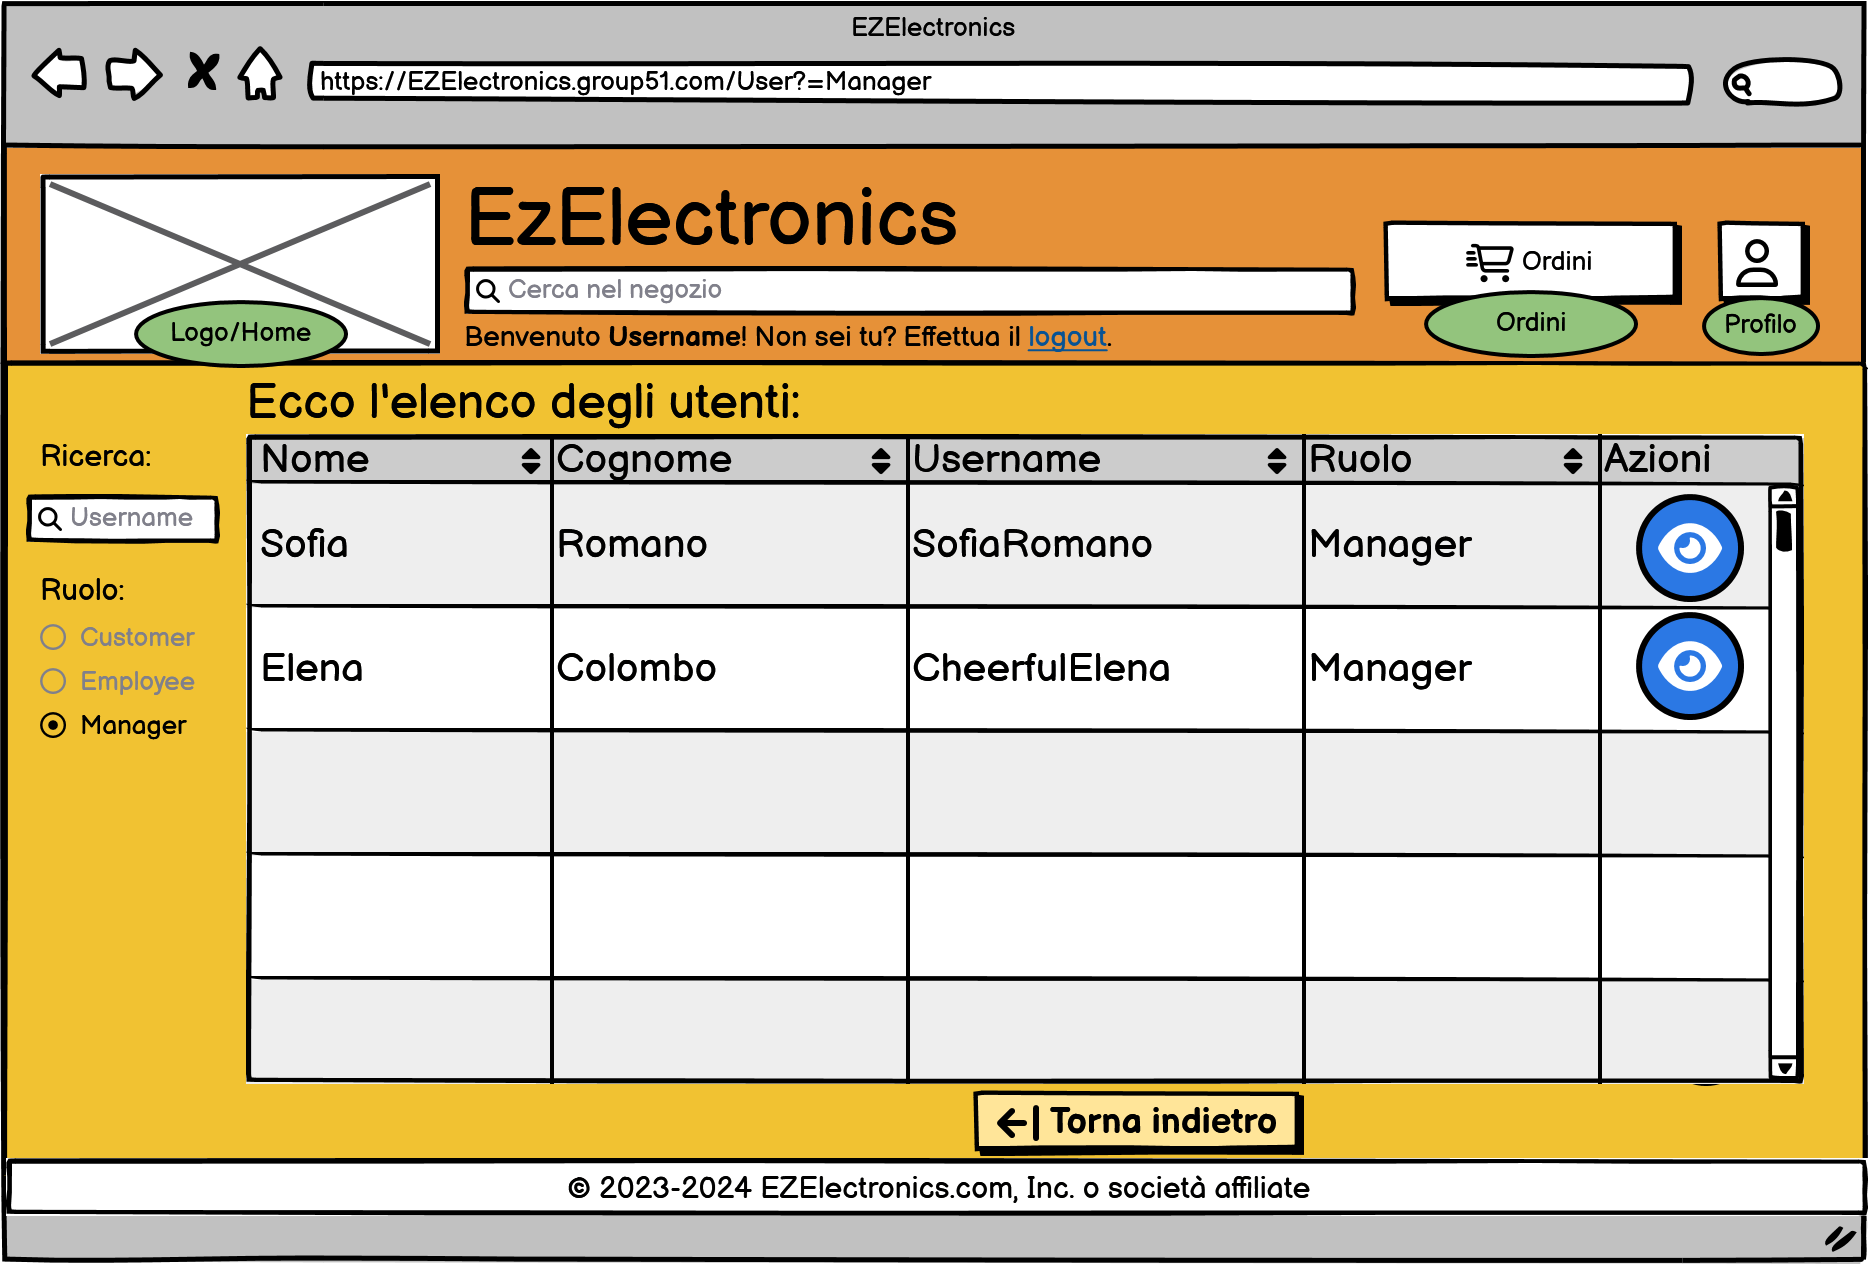 EZElectronics
https://EZElectronics.group51.com/User?=Manager
EzElectronics
Cerca nel negozio
Benvenuto Username! Non sei tu? Effettua il logout.
Logo/Home
Ordini
Ordini
Profilo
Ecco l'elenco degli utenti:
Ricerca:
Username
Ruolo:
Customer
Employee
Manager
Nome Cognome Username Ruolo Azioni
Sofia Romano SofiaRomano Manager
Elena Colombo CheerfulElena Manager
Torna indietro
© 2023-2024 EZElectronics.com, Inc. o società affiliate